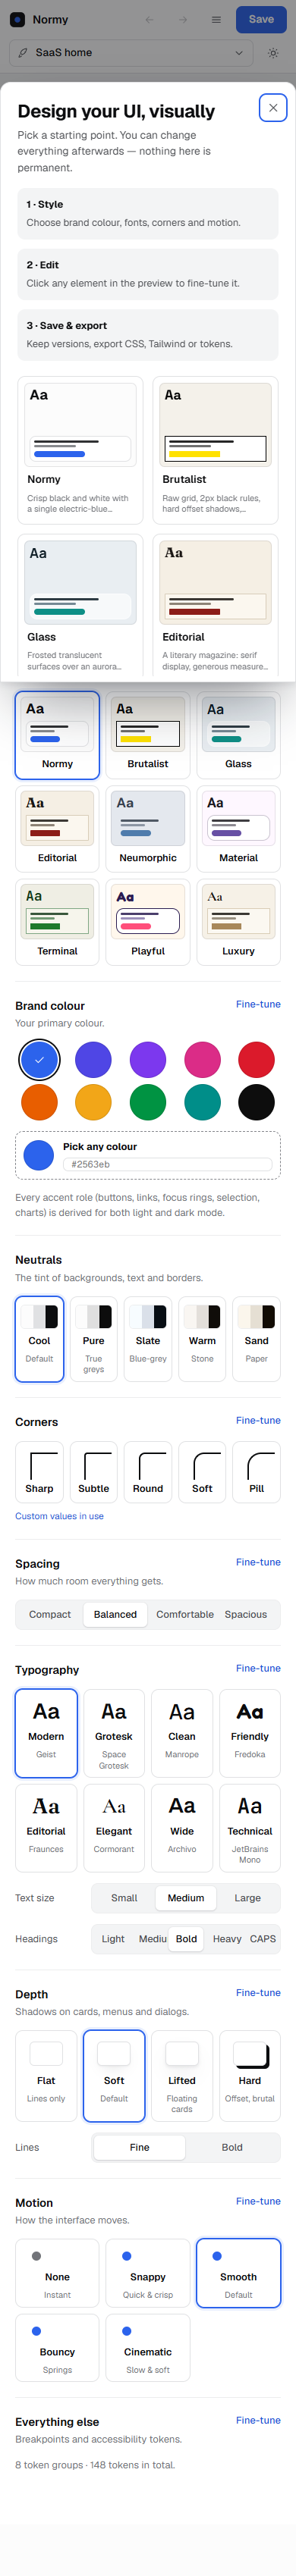 Normy
Save
SaaS home
Design your UI, visually
Pick a starting point. You can change
everything afterwards — nothing here is
permanent.
1 · Style
Choose brand colour, fonts, corners and motion.
2 · Edit
Click any element in the preview to fine-tune it.
3 · Save & export
Keep versions, export CSS, Tailwind or tokens.
Aa Aa
Normy Brutalist
Crisp black and white with Raw grid, 2px black rules,
a single electric-blue… hard offset shadows,…
Aa Aa
Glass Editorial
Frosted translucent A literary magazine: serif
surfaces over an aurora… display, generous measure…
Aa Aa Aa
Normy Brutalist Glass
Aa Aa Aa
Editorial Neumorphic Material
Aa Aa Aa
Terminal Playful Luxury
Brand colour Fine-tune
Your primary colour.
Pick any colour
#2563eb
Every accent role (buttons, links, focus rings, selection,
charts) is derived for both light and dark mode.
Neutrals
The tint of backgrounds, text and borders.
Cool Pure Slate Warm Sand
Default True Blue-grey Stone Paper
greys
Corners Fine-tune
Sharp Subtle Round Soft Pill
Custom values in use
Spacing Fine-tune
How much room everything gets.
Compact Balanced Comfortable Spacious
Typography Fine-tune
Aa Aa Aa Aa
Modern Grotesk Clean Friendly
Geist Space Manrope Fredoka
Grotesk
Aa Aa Aa Aa
Editorial Elegant Wide Technical
Fraunces Cormorant Archivo JetBrains
Mono
Text size Small Medium Large
Headings Light Mediu Bold Heavy CAPS
Depth Fine-tune
Shadows on cards, menus and dialogs.
Flat Soft Lifted Hard
Lines only Default Floating Offset, brutal
cards
Lines Fine Bold
Motion Fine-tune
How the interface moves.
None Snappy Smooth
Instant Quick & crisp Default
Bouncy Cinematic
Springs Slow & soft
Everything else Fine-tune
Breakpoints and accessibility tokens.
8 token groups · 148 tokens in total.